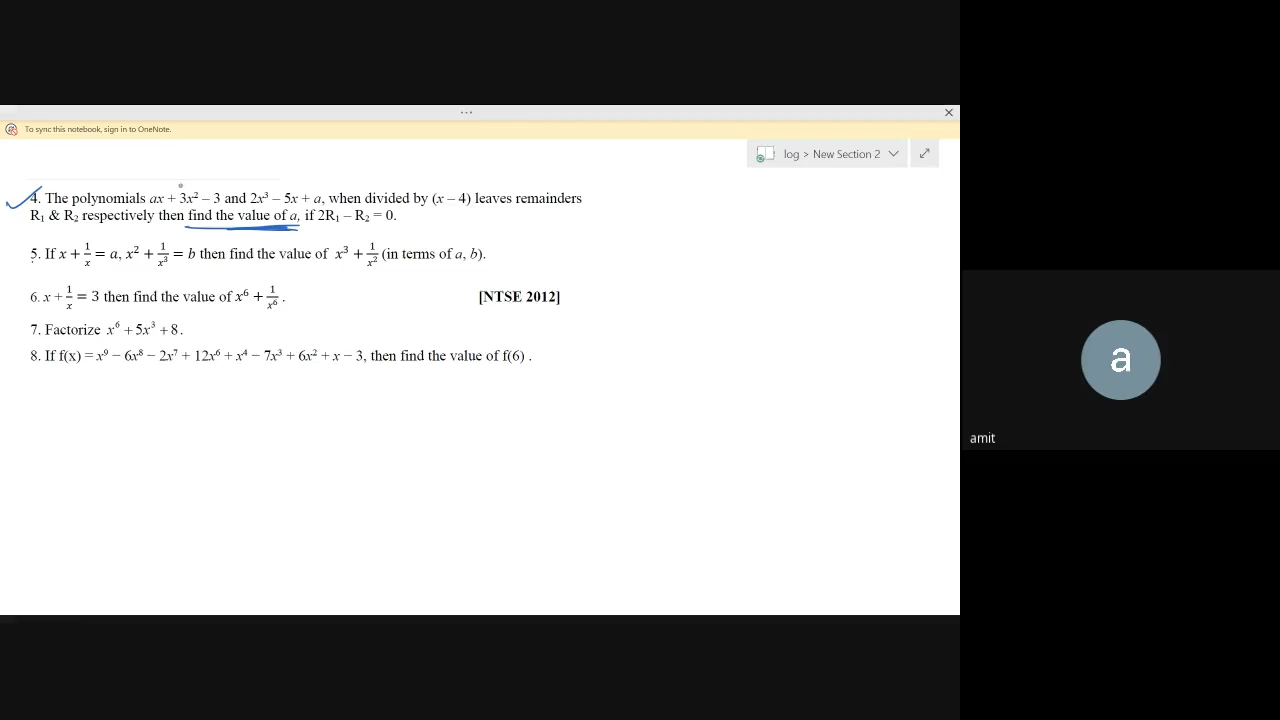 To sync this notebook, sign in to OneNote.
log > New Section 2
4. The polynomials ax + 3x² – 3 and 2x³ – 5x + a, when divided by (x – 4) leaves remainders
R₁ & R₂ respectively then find the value of a, if 2R₁ – R₂ = 0.
5. If x + 1/x = a, x² + 1/x³ = b then find the value of x³ + 1/x² (in terms of a, b).
6. x + 1/x = 3 then find the value of x⁶ + 1/x⁶ . [NTSE 2012]
7. Factorize x⁶ + 5x³ + 8.
8. If f(x) = x⁹ – 6x⁸ – 2x⁷ + 12x⁶ + x⁴ – 7x³ + 6x² + x – 3, then find the value of f(6) .
a
amit